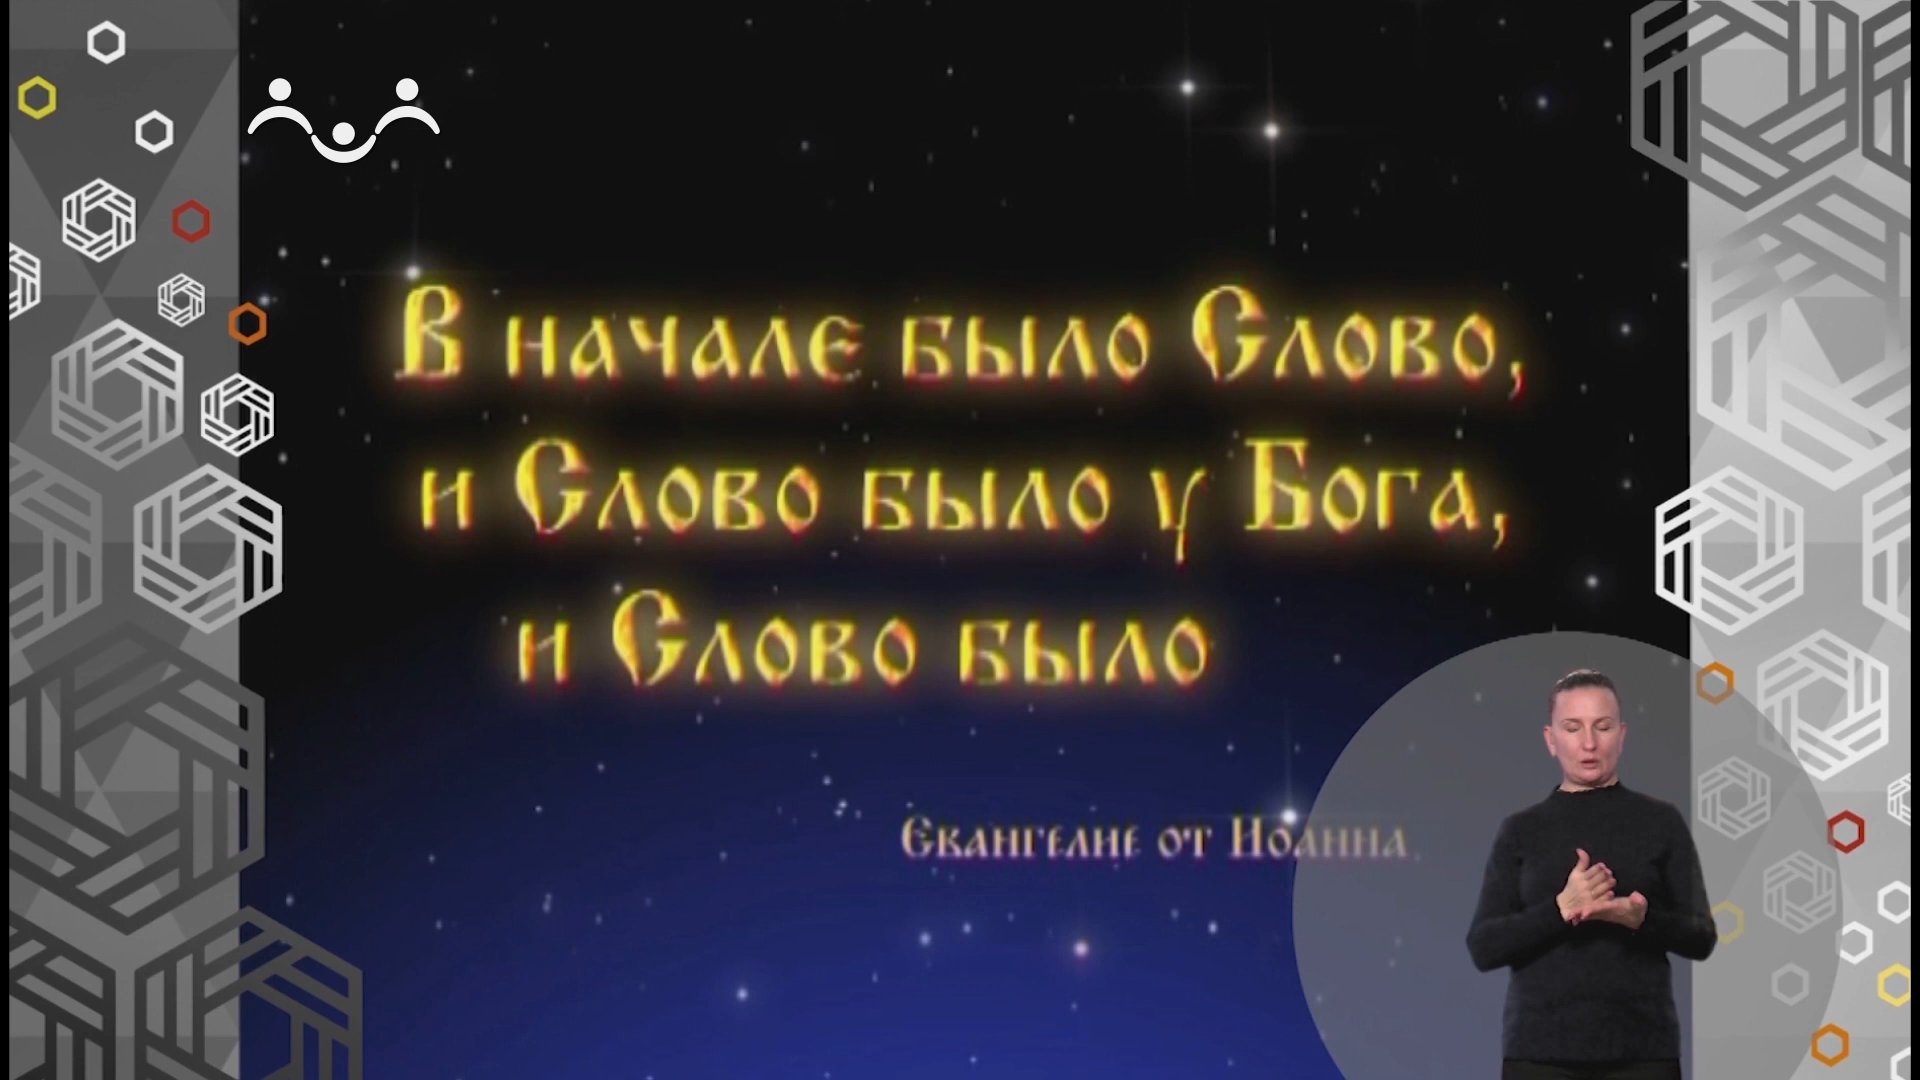 В начале было Слово,
и Слово было у Бога,
и Слово было
Евангелие от Иоанна